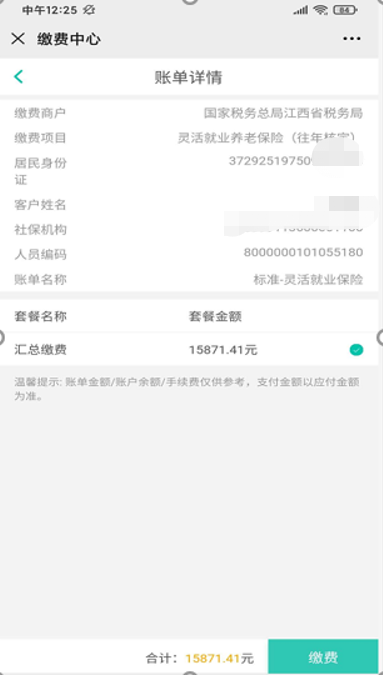 中午12:25
84
缴费中心
账单详情
缴费商户 国家税务总局江西省税务局
缴费项目 灵活就业养老保险（往年核定）
居民身份证 37292519750
客户姓名
社保机构
人员编码 8000000101055180
账单名称 标准-灵活就业保险
套餐名称 套餐金额
汇总缴费 15871.41元
温馨提示: 账单金额/账户余额/手续费仅供参考，支付金额以应付金额
为准。
合计：15871.41元 缴费